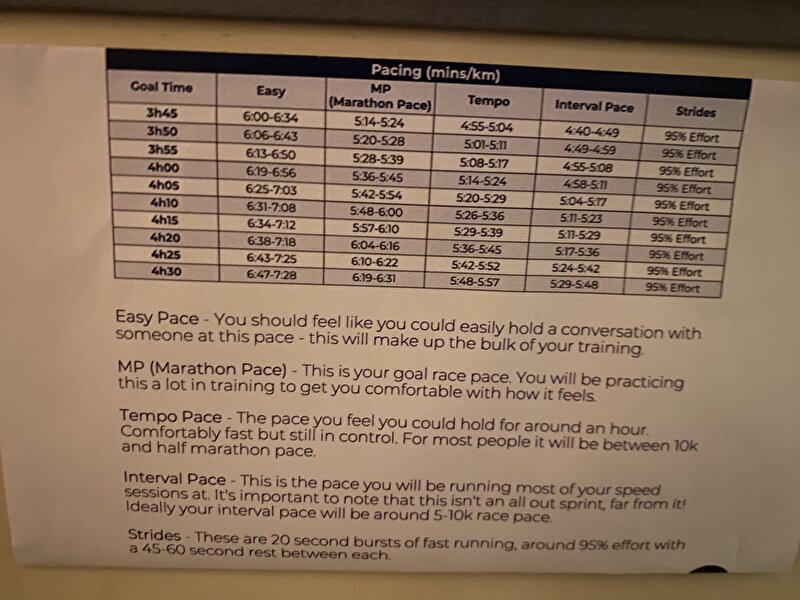 Pacing (mins/km)
Goal Time Easy MP (Marathon Pace) Tempo Interval Pace Strides
3h45 6:00-6:34 5:14-5:24 4:55-5:04 4:40-4:49 95% Effort
3h50 6:06-6:43 5:20-5:28 5:01-5:11 4:49-4:59 95% Effort
3h55 6:13-6:50 5:28-5:39 5:08-5:17 4:55-5:08 95% Effort
4h00 6:19-6:56 5:36-5:45 5:14-5:24 4:58-5:11 95% Effort
4h05 6:25-7:03 5:42-5:54 5:20-5:29 5:04-5:17 95% Effort
4h10 6:31-7:08 5:48-6:00 5:26-5:36 5:11-5:23 95% Effort
4h15 6:34-7:12 5:57-6:10 5:29-5:39 5:11-5:29 95% Effort
4h20 6:38-7:18 6:04-6:16 5:36-5:45 5:17-5:36 95% Effort
4h25 6:43-7:25 6:10-6:22 5:42-5:52 5:24-5:42 95% Effort
4h30 6:47-7:28 6:19-6:31 5:48-5:57 5:29-5:48 95% Effort
Easy Pace - You should feel like you could easily hold a conversation with
someone at this pace - this will make up the bulk of your training.
MP (Marathon Pace) - This is your goal race pace. You will be practicing
this a lot in training to get you comfortable with how it feels.
Tempo Pace - The pace you feel you could hold for around an hour.
Comfortably fast but still in control. For most people it will be between 10k
and half marathon pace.
Interval Pace - This is the pace you will be running most of your speed
sessions at. It's important to note that this isn't an all out sprint, far from it!
Ideally your interval pace will be around 5-10k race pace.
Strides - These are 20 second bursts of fast running, around 95% effort with
a 45-60 second rest between each.